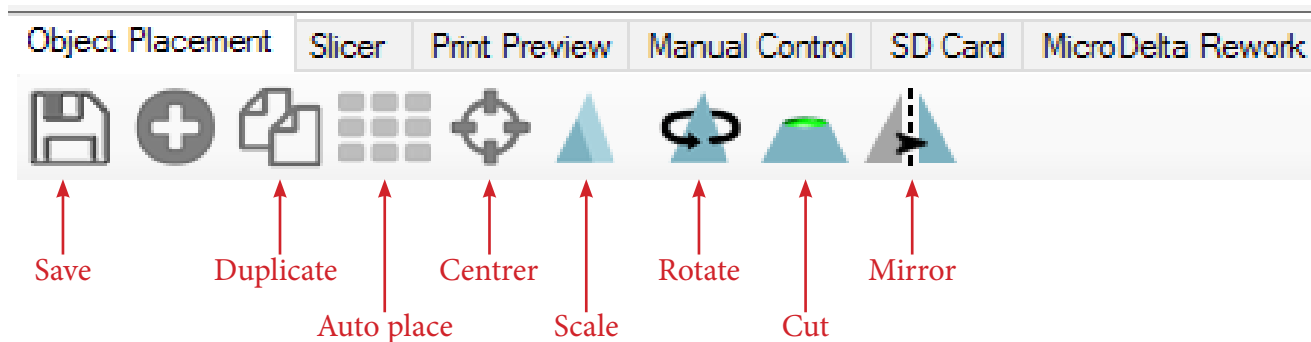 Object Placement Slicer Print Preview Manual Control SD Card MicroDelta Rework
Save Duplicate Centrer Rotate Mirror
Auto place Scale Cut